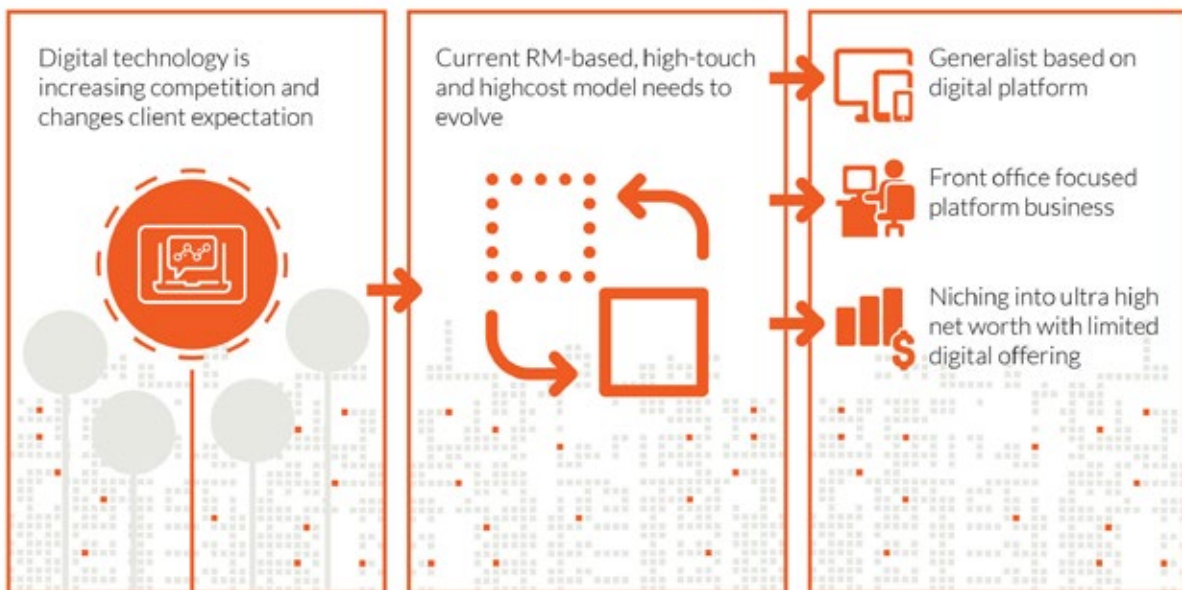 Digital technology is
increasing competition and
changes client expectation
Current RM-based, high-touch
and highcost model needs to
evolve
Generalist based on
digital platform
Front office focused
platform business
Niching into ultra high
net worth with limited
digital offering
$